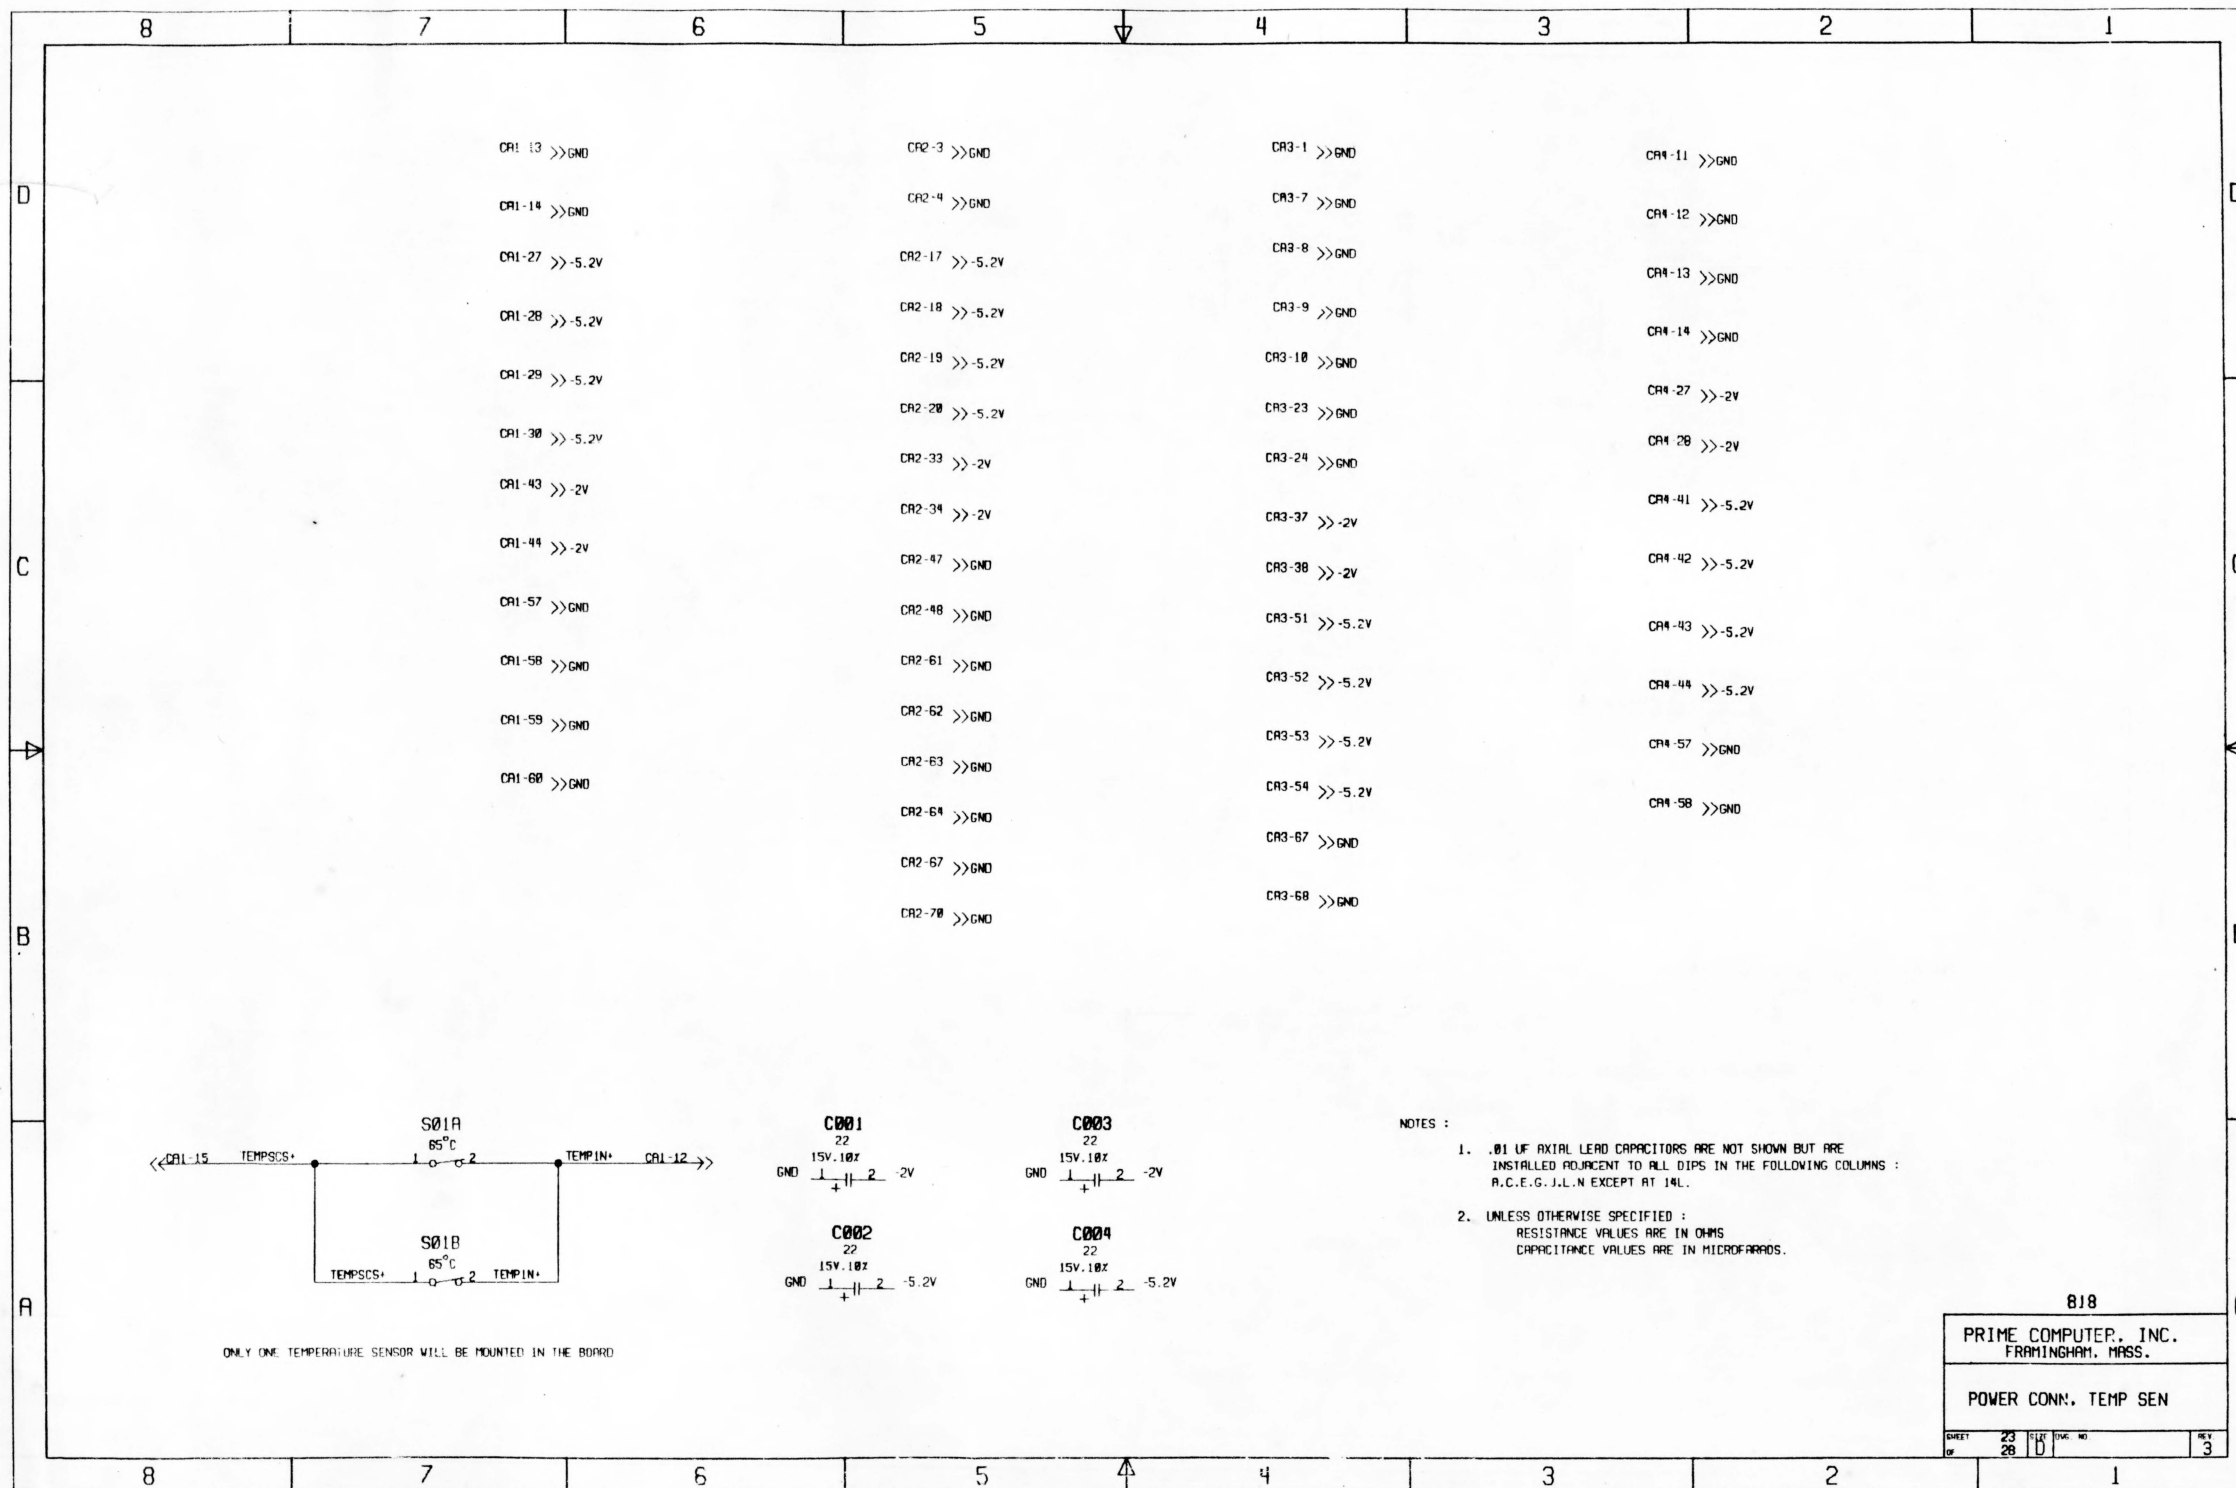 8 7 6 5 4 3 2 1
D
C
B
A
CA1-13 >>GND
CA1-14 >>GND
CA1-27 >>-5.2V
CA1-28 >>-5.2V
CA1-29 >>-5.2V
CA1-30 >>-5.2V
CA1-43 >>-2V
CA1-44 >>-2V
CA1-57 >>GND
CA1-58 >>GND
CA1-59 >>GND
CA1-60 >>GND
CA2-3 >>GND
CA2-4 >>GND
CA2-17 >>-5.2V
CA2-18 >>-5.2V
CA2-19 >>-5.2V
CA2-20 >>-5.2V
CA2-33 >>-2V
CA2-34 >>-2V
CA2-47 >>GND
CA2-48 >>GND
CA2-61 >>GND
CA2-62 >>GND
CA2-63 >>GND
CA2-64 >>GND
CA2-67 >>GND
CA2-70 >>GND
CA3-1 >>GND
CA3-7 >>GND
CA3-8 >>GND
CA3-9 >>GND
CA3-10 >>GND
CA3-23 >>GND
CA3-24 >>GND
CA3-37 >>-2V
CA3-38 >>-2V
CA3-51 >>-5.2V
CA3-52 >>-5.2V
CA3-53 >>-5.2V
CA3-54 >>-5.2V
CA3-67 >>GND
CA3-68 >>GND
CA4-11 >>GND
CA4-12 >>GND
CA4-13 >>GND
CA4-14 >>GND
CA4-27 >>-2V
CA4-28 >>-2V
CA4-41 >>-5.2V
CA4-42 >>-5.2V
CA4-43 >>-5.2V
CA4-44 >>-5.2V
CA4-57 >>GND
CA4-58 >>GND
S01A
65°C
<<CA1-15 TEMPSCS+ 1 2 TEMPIN+ CA1-12>>
S01B
65°C
TEMPSCS+ 1 2 TEMPIN+
ONLY ONE TEMPERATURE SENSOR WILL BE MOUNTED IN THE BOARD
C001
22
15V.10%
GND 1 2 -2V
+
C002
22
15V.10%
GND 1 2 -5.2V
+
C003
22
15V.10%
GND 1 2 -2V
+
C004
22
15V.10%
GND 1 2 -5.2V
+
NOTES :
1. .01 UF AXIAL LEAD CAPACITORS ARE NOT SHOWN BUT ARE
INSTALLED ADJACENT TO ALL DIPS IN THE FOLLOWING COLUMNS :
A.C.E.G.J.L.N EXCEPT AT 14L.
2. UNLESS OTHERWISE SPECIFIED :
RESISTANCE VALUES ARE IN OHMS
CAPACITANCE VALUES ARE IN MICROFARADS.
818
PRIME COMPUTER, INC.
FRAMINGHAM. MASS.
POWER CONN. TEMP SEN
SHEET 23 SIZE DWG. NO. REV.
OF 28 D 3
8 7 6 5 4 3 2 1